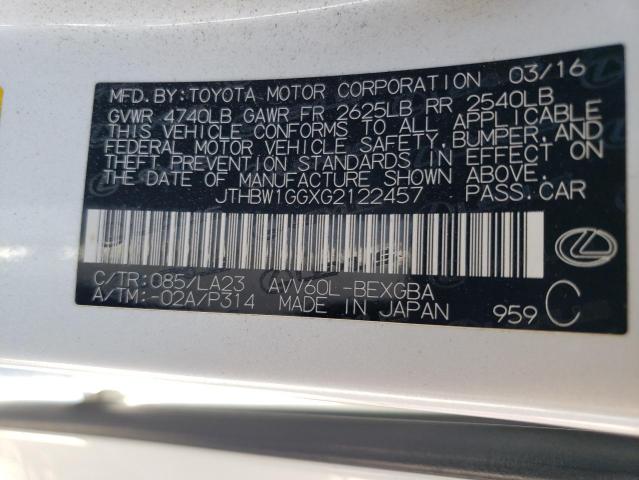 MFD.BY:TOYOTA MOTOR CORPORATION 03/16
GVWR 4740LB GAWR FR 2625LB RR 2540LB
THIS VEHICLE CONFORMS TO ALL APPLICABLE
FEDERAL MOTOR VEHICLE SAFETY,BUMPER,AND
THEFT PREVENTION STANDARDS IN EFFECT ON
THE DATE OF MANUFACTURE SHOWN ABOVE.
JTHBW1GGXG2122457 PASS.CAR
C/TR:085/LA23 AVV60L-BEXGBA
A/TM:-02A/P314 MADE IN JAPAN 959 C